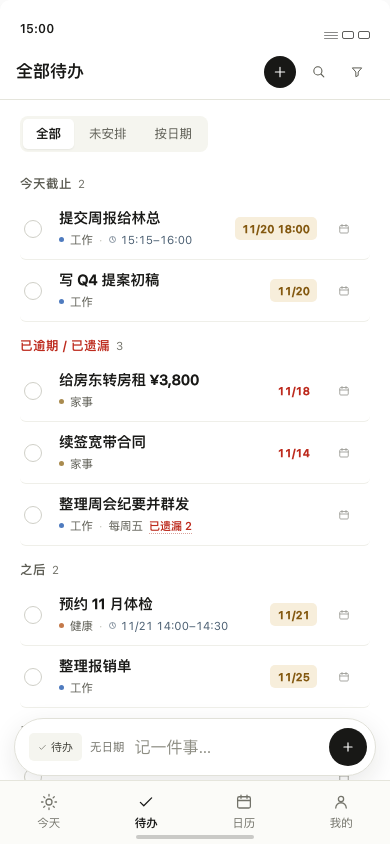 15:00
全部待办
全部 未安排 按日期
今天截止 2
提交周报给林总
11/20 18:00
工作 · 15:15–16:00
写 Q4 提案初稿
11/20
工作
已逾期 / 已遗漏 3
给房东转房租 ¥3,800
11/18
家事
续签宽带合同
11/14
家事
整理周会纪要并群发
工作 · 每周五 已遗漏 2
之后 2
预约 11 月体检
11/21
健康 · 11/21 14:00–14:30
整理报销单
11/25
工作
待办 无日期 记一件事…
今天 待办 日历 我的